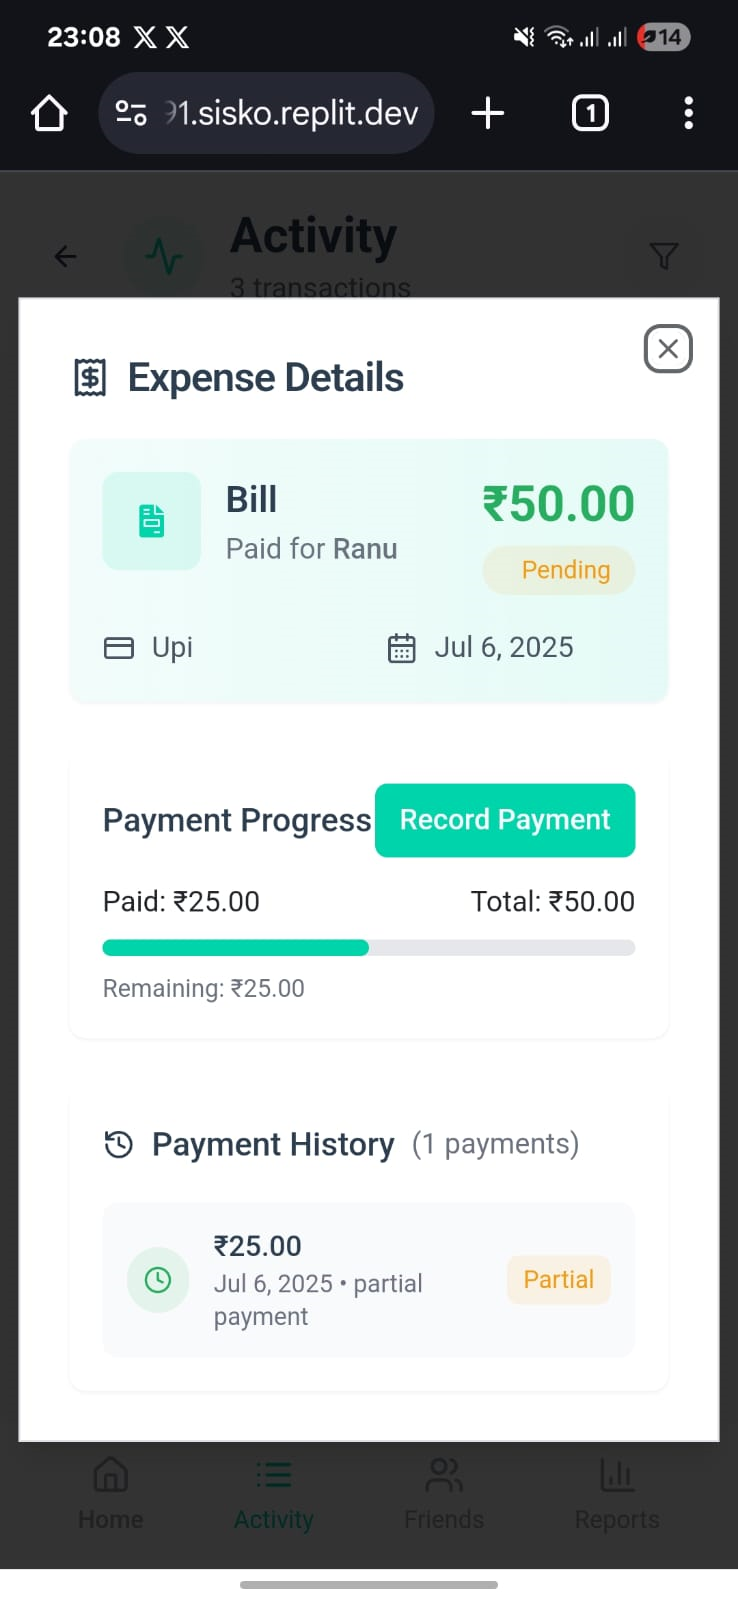 23:08
14
91.sisko.replit.dev
1
Activity
3 transactions
Expense Details
Bill
₹50.00
Paid for Ranu
Pending
Upi
Jul 6, 2025
Payment Progress
Record Payment
Paid: ₹25.00
Total: ₹50.00
Remaining: ₹25.00
Payment History (1 payments)
₹25.00
Jul 6, 2025 • partial
payment
Partial
Home
Activity
Friends
Reports